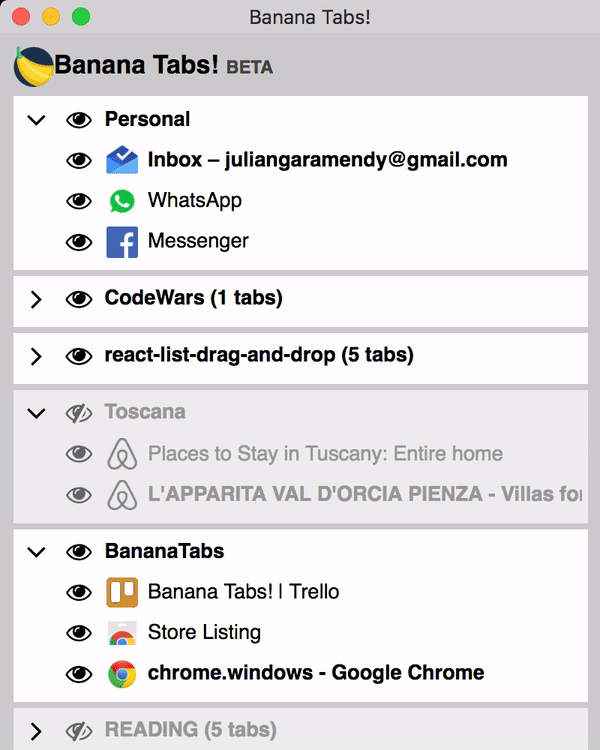 Banana Tabs!
Banana Tabs! BETA
Personal
Inbox – juliangaramendy@gmail.com
WhatsApp
Messenger
CodeWars (1 tabs)
react-list-drag-and-drop (5 tabs)
Toscana
Places to Stay in Tuscany: Entire home
L'APPARITA VAL D'ORCIA PIENZA - Villas for
BananaTabs
Banana Tabs! | Trello
Store Listing
chrome.windows - Google Chrome
READING (5 tabs)